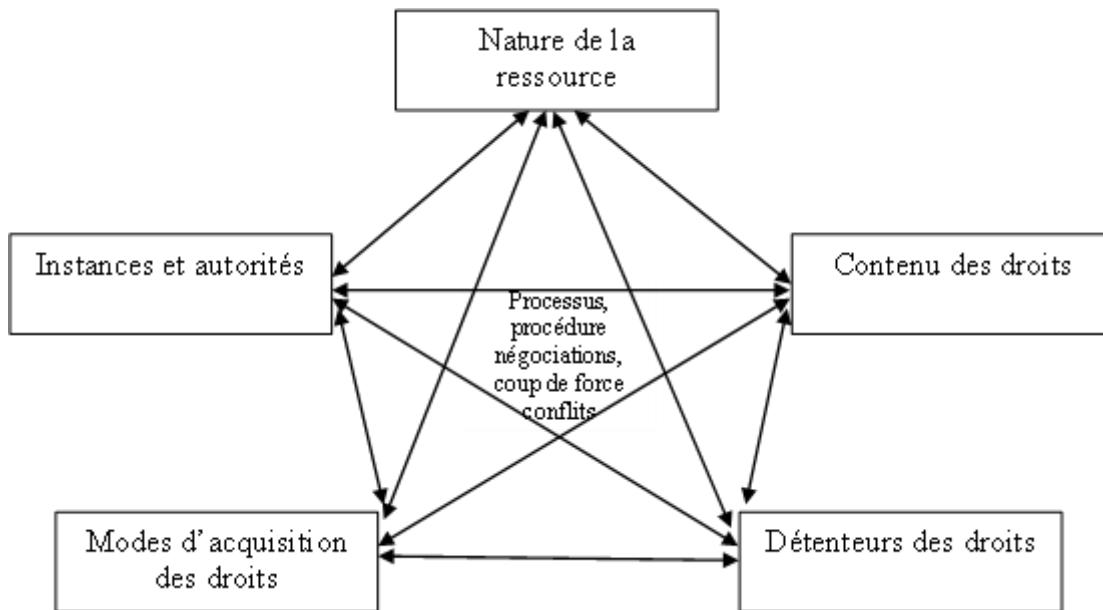 Nature de la
ressource
Instances et autorités
Contenu des droits
Processus,
procédure
négociations,
coup de force
conflits
Modes d'acquisition
des droits
Détenteurs des droits